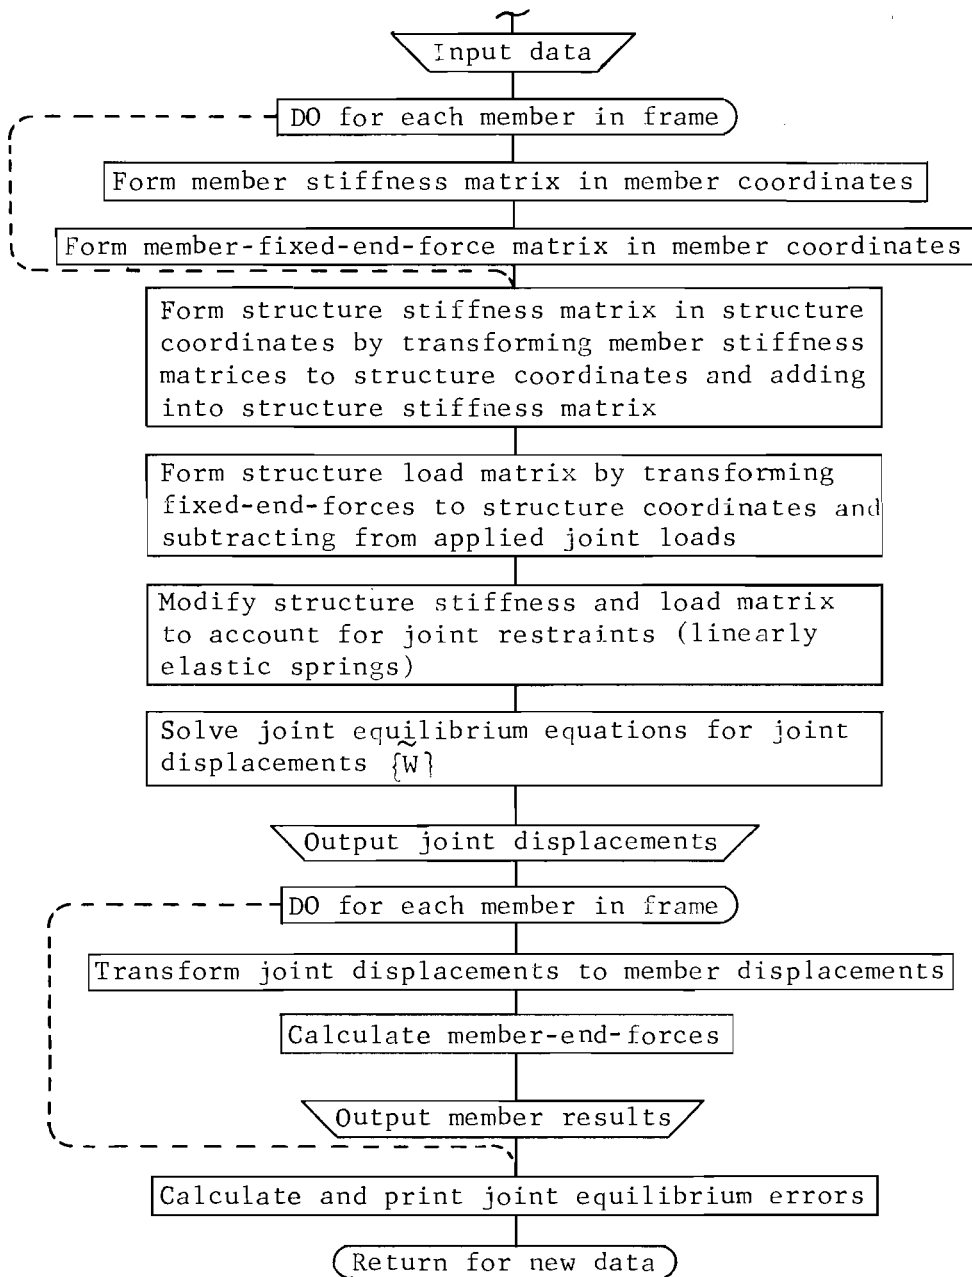 Input data
DO for each member in frame
Form member stiffness matrix in member coordinates
Form member-fixed-end-force matrix in member coordinates
Form structure stiffness matrix in structure
coordinates by transforming member stiffness
matrices to structure coordinates and adding
into structure stiffness matrix
Form structure load matrix by transforming
fixed-end-forces to structure coordinates and
subtracting from applied joint loads
Modify structure stiffness and load matrix
to account for joint restraints (linearly
elastic springs)
Solve joint equilibrium equations for joint
displacements {W̃}
Output joint displacements
DO for each member in frame
Transform joint displacements to member displacements
Calculate member-end-forces
Output member results
Calculate and print joint equilibrium errors
Return for new data